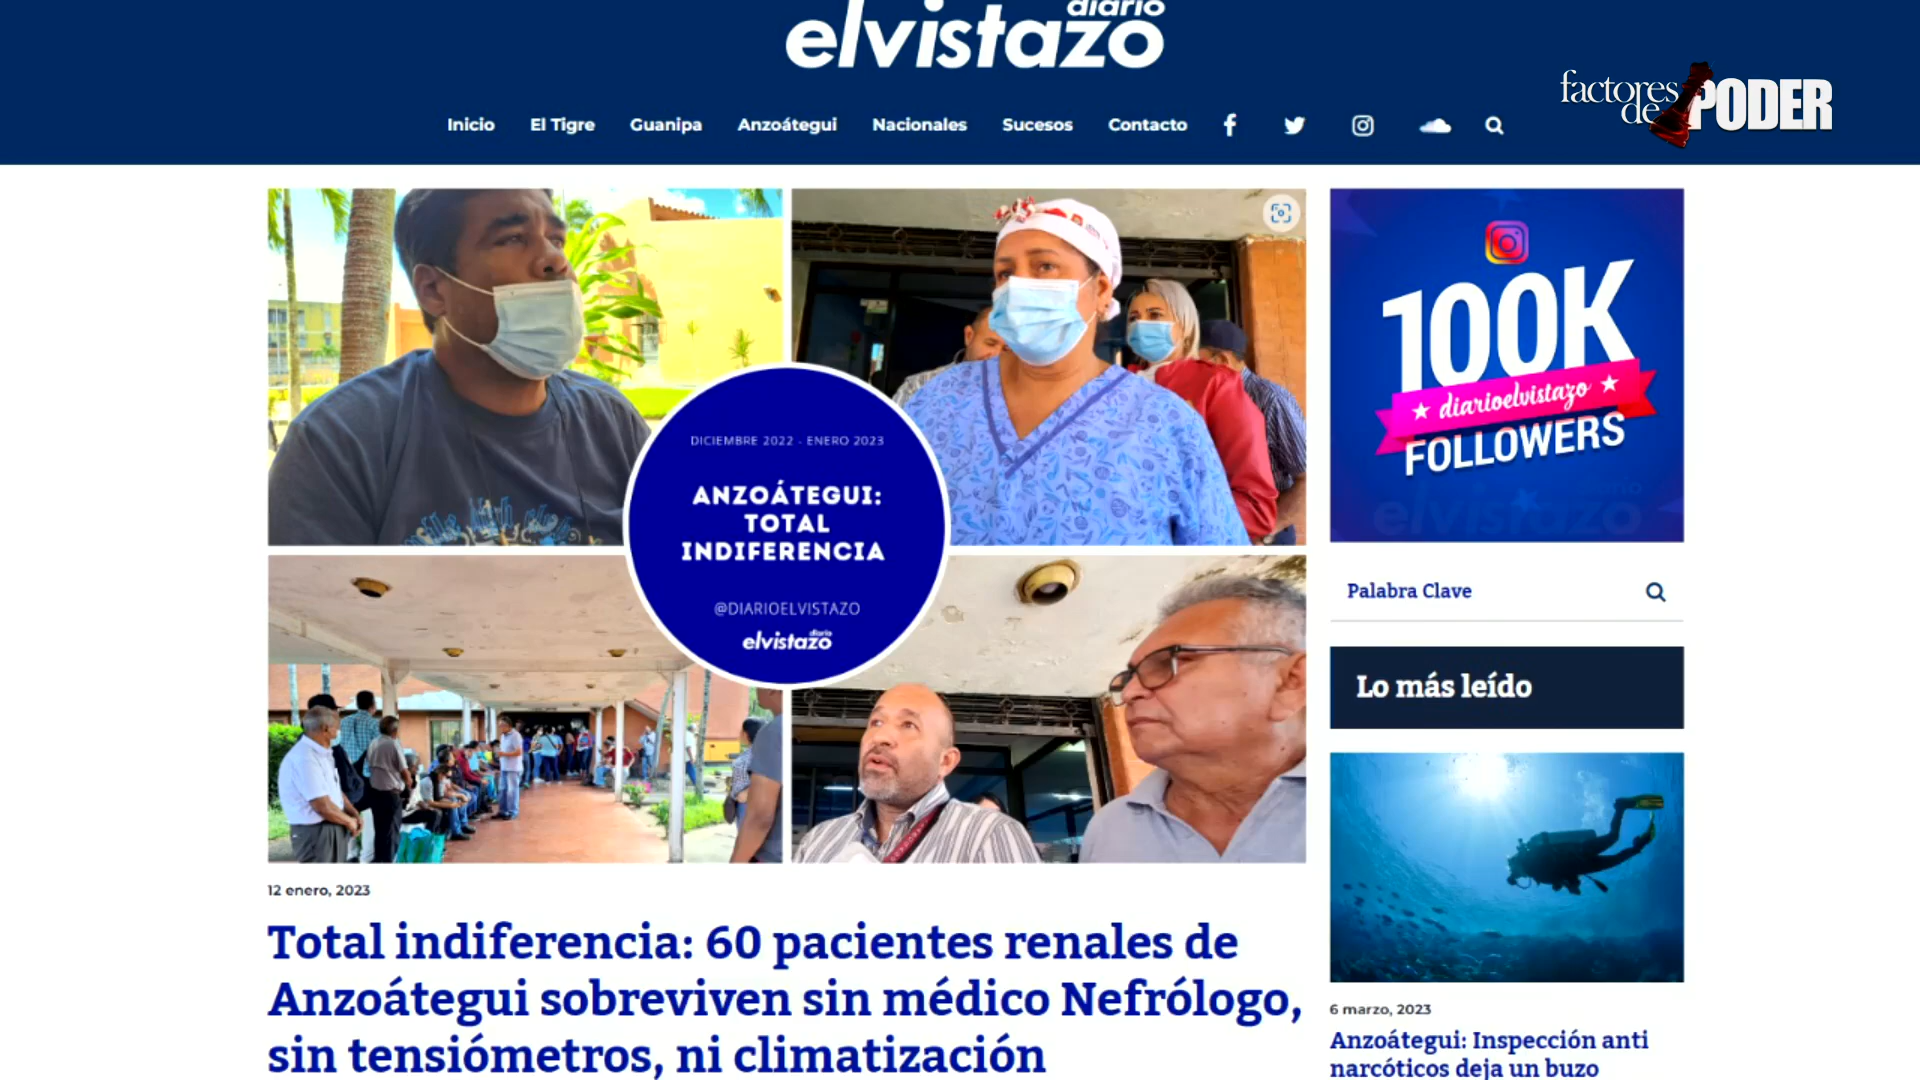 diario
elvistazo
factores
de PODER
Inicio El Tigre Guanipa Anzoátegui Nacionales Sucesos Contacto
DICIEMBRE 2022 - ENERO 2023
ANZOÁTEGUI:
TOTAL
INDIFERENCIA
@DIARIOELVISTAZO
diario
elvistazo
100K
diarioelvistazo
FOLLOWERS
elvistazo
Palabra Clave
Lo más leído
12 enero, 2023
Total indiferencia: 60 pacientes renales de
Anzoátegui sobreviven sin médico Nefrólogo,
sin tensiómetros, ni climatización
6 marzo, 2023
Anzoátegui: Inspección anti
narcóticos deja un buzo